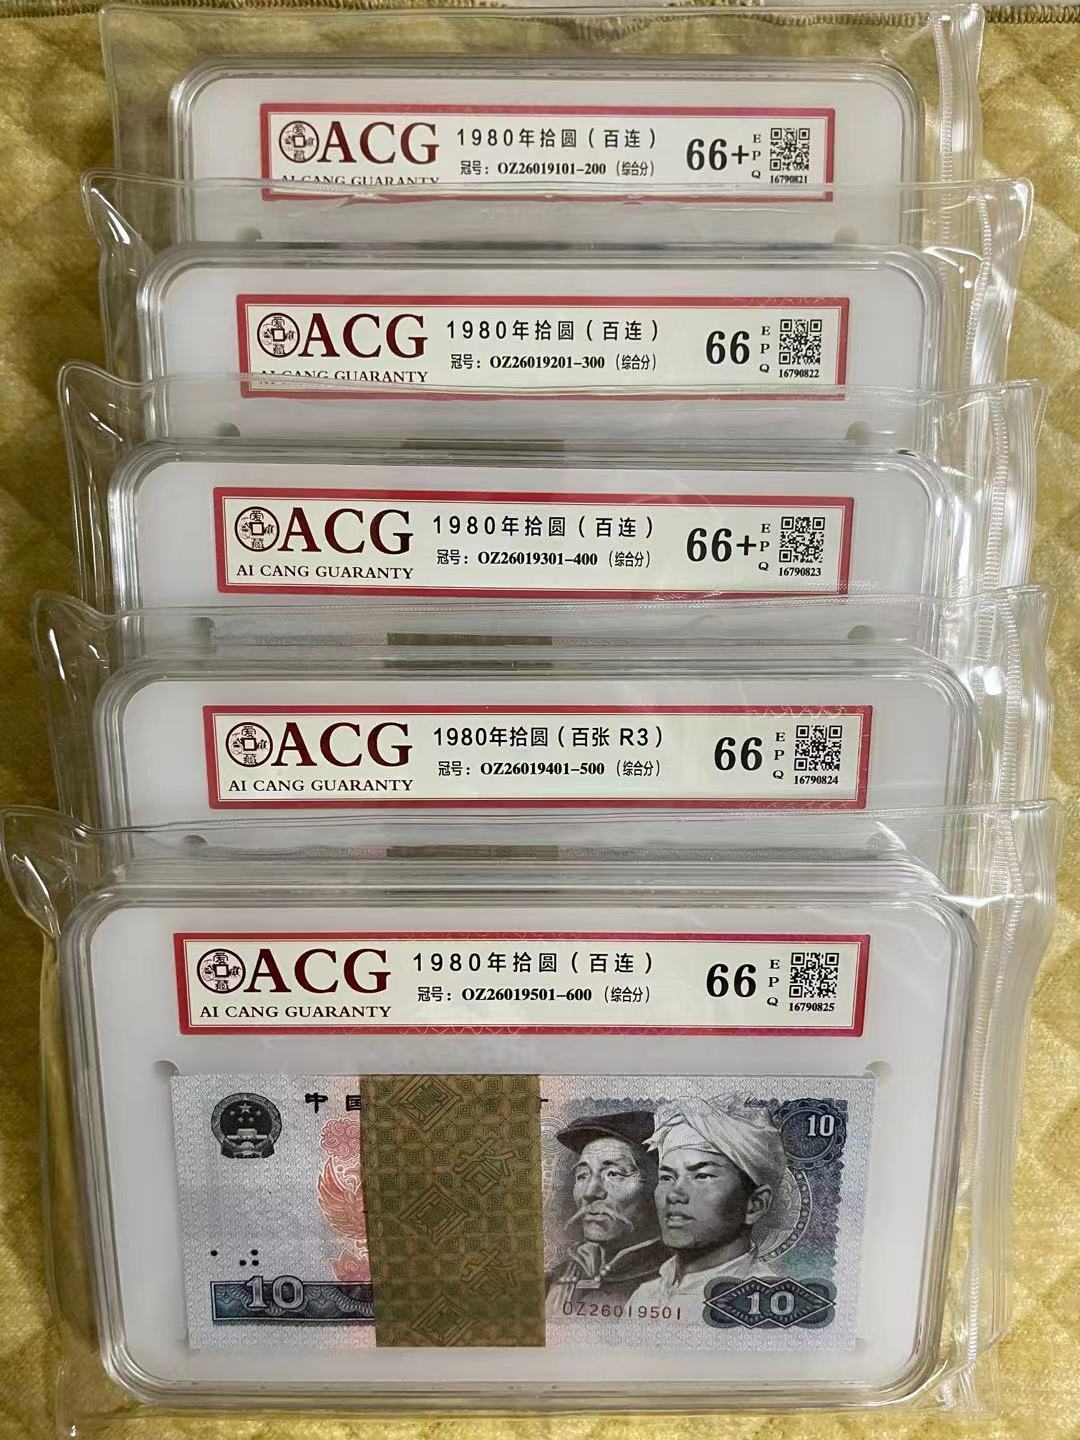 ACG 1980年拾圆（百连） 66+ EPQ
冠号：OZ26019101-200（综合分） 16790821
AI CANG GUARANTY
ACG 1980年拾圆（百连） 66 EPQ
冠号：OZ26019201-300（综合分） 16790822
AI CANG GUARANTY
ACG 1980年拾圆（百连） 66+ EPQ
冠号：OZ26019301-400（综合分） 16790823
AI CANG GUARANTY
ACG 1980年拾圆（百张 R3） 66 EPQ
冠号：OZ26019401-500（综合分） 16790824
AI CANG GUARANTY
ACG 1980年拾圆（百连） 66 EPQ
冠号：OZ26019501-600（综合分） 16790825
AI CANG GUARANTY
中国
10
10
OZ26019501
10